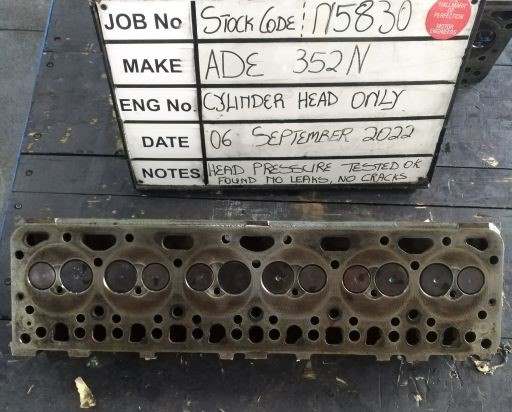 JOB No STOCK CODE : N5830
MAKE ADE 352N
ENG No. CYLINDER HEAD ONLY
DATE 06 SEPTEMBER 2022
NOTES HEAD PRESSURE TESTED OK
FOUND NO LEAKS, NO CRACKS